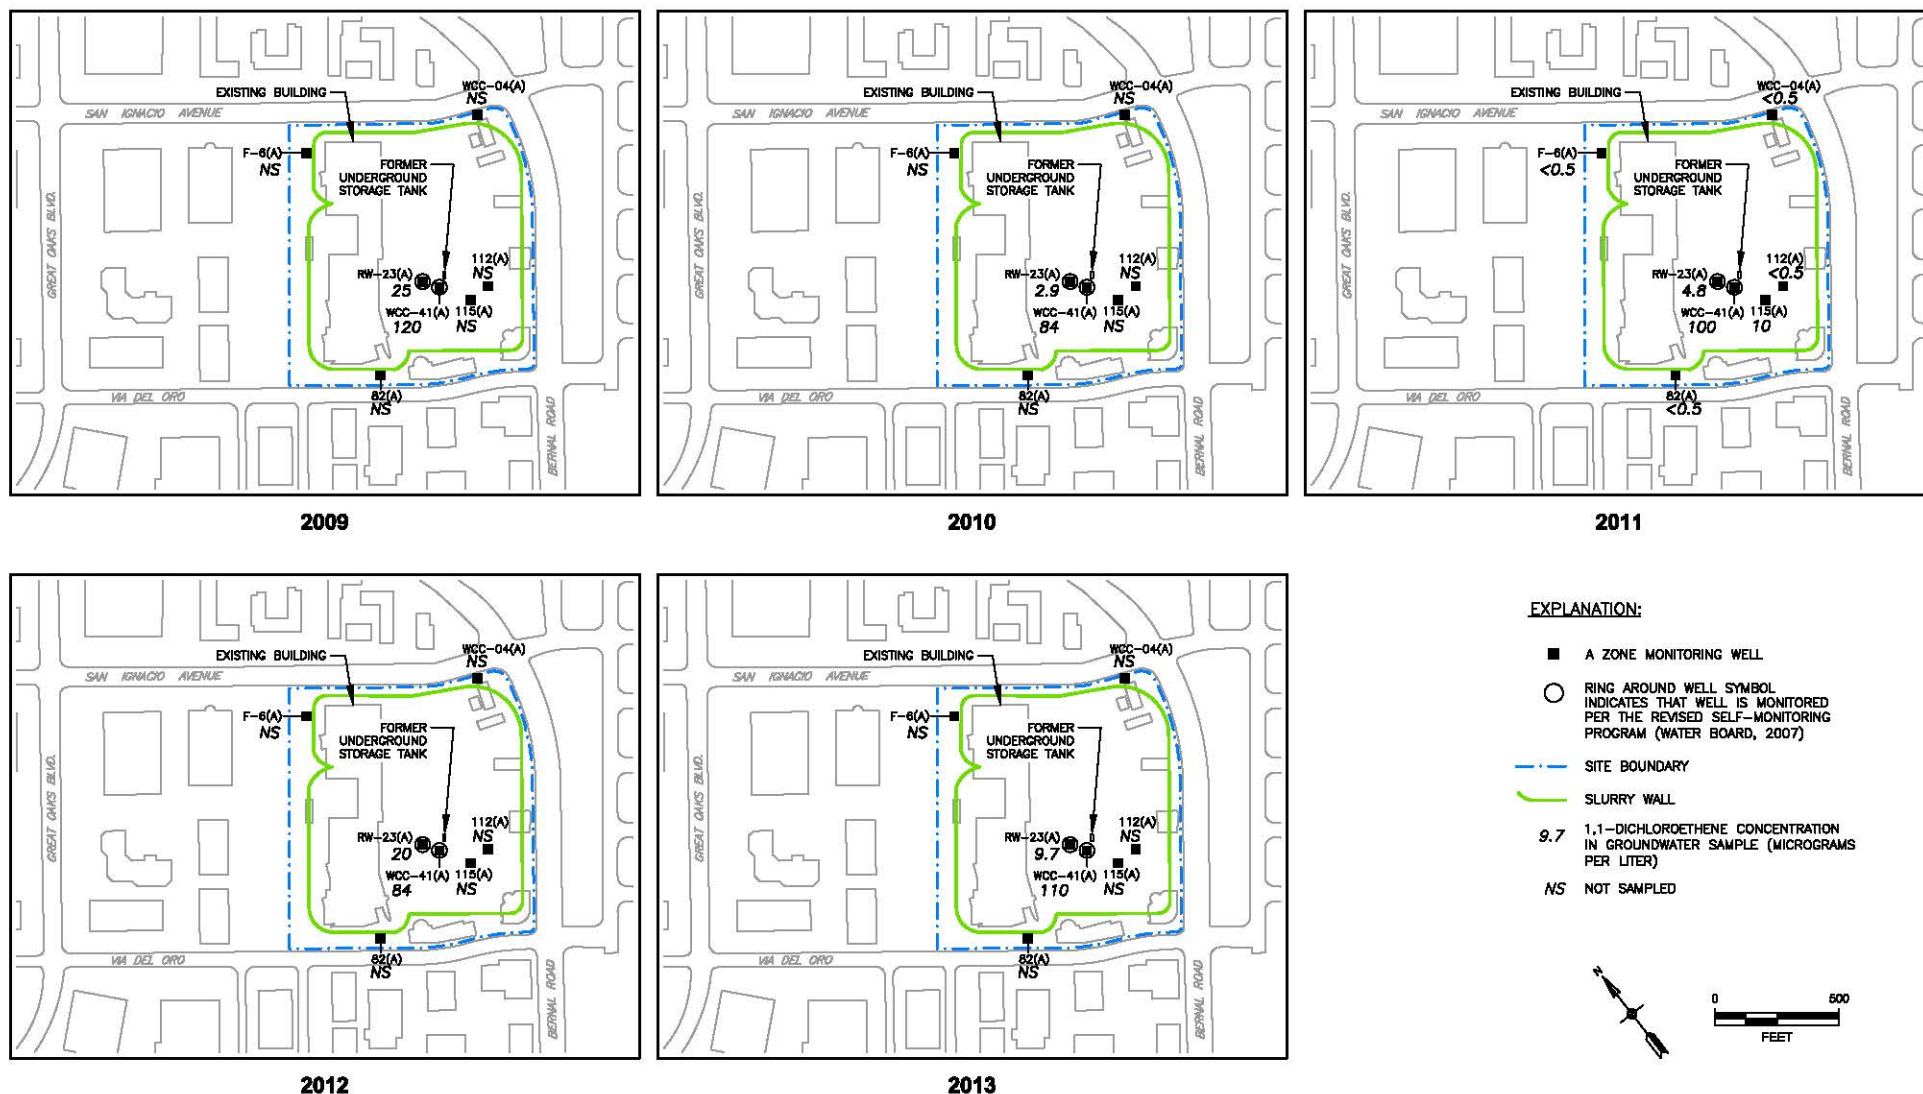 WCC-04(A)
NS
EXISTING BUILDING
SAN IGNACIO AVENUE
F-6(A)
NS
FORMER
UNDERGROUND
STORAGE TANK
GREAT OAKS BLVD.
112(A)
NS
RW-23(A)
25
WCC-41(A)
120
115(A)
NS
82(A)
NS
VIA DEL ORO
BERNAL ROAD
2009
WCC-04(A)
NS
EXISTING BUILDING
SAN IGNACIO AVENUE
F-6(A)
NS
FORMER
UNDERGROUND
STORAGE TANK
GREAT OAKS BLVD.
112(A)
NS
RW-23(A)
2.9
WCC-41(A)
84
115(A)
NS
82(A)
NS
VIA DEL ORO
BERNAL ROAD
2010
WCC-04(A)
<0.5
EXISTING BUILDING
SAN IGNACIO AVENUE
F-6(A)
<0.5
FORMER
UNDERGROUND
STORAGE TANK
GREAT OAKS BLVD.
112(A)
<0.5
RW-23(A)
4.8
WCC-41(A)
100
115(A)
10
82(A)
<0.5
VIA DEL ORO
BERNAL ROAD
2011
WCC-04(A)
NS
EXISTING BUILDING
SAN IGNACIO AVENUE
F-6(A)
NS
FORMER
UNDERGROUND
STORAGE TANK
GREAT OAKS BLVD.
112(A)
NS
RW-23(A)
20
WCC-41(A)
84
115(A)
NS
82(A)
NS
VIA DEL ORO
BERNAL ROAD
2012
WCC-04(A)
NS
EXISTING BUILDING
SAN IGNACIO AVENUE
F-6(A)
NS
FORMER
UNDERGROUND
STORAGE TANK
GREAT OAKS BLVD.
112(A)
NS
RW-23(A)
9.7
WCC-41(A)
110
115(A)
NS
82(A)
NS
VIA DEL ORO
BERNAL ROAD
2013
EXPLANATION:
A ZONE MONITORING WELL
RING AROUND WELL SYMBOL
INDICATES THAT WELL IS MONITORED
PER THE REVISED SELF-MONITORING
PROGRAM (WATER BOARD, 2007)
SITE BOUNDARY
SLURRY WALL
9.7 1,1-DICHLOROETHENE CONCENTRATION
IN GROUNDWATER SAMPLE (MICROGRAMS
PER LITER)
NS NOT SAMPLED
N
0 500
FEET